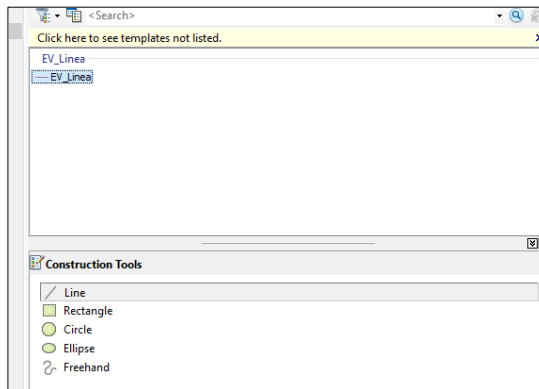 <Search>
Click here to see templates not listed.
EV_Linea
EV_Linea
Construction Tools
Line
Rectangle
Circle
Ellipse
Freehand